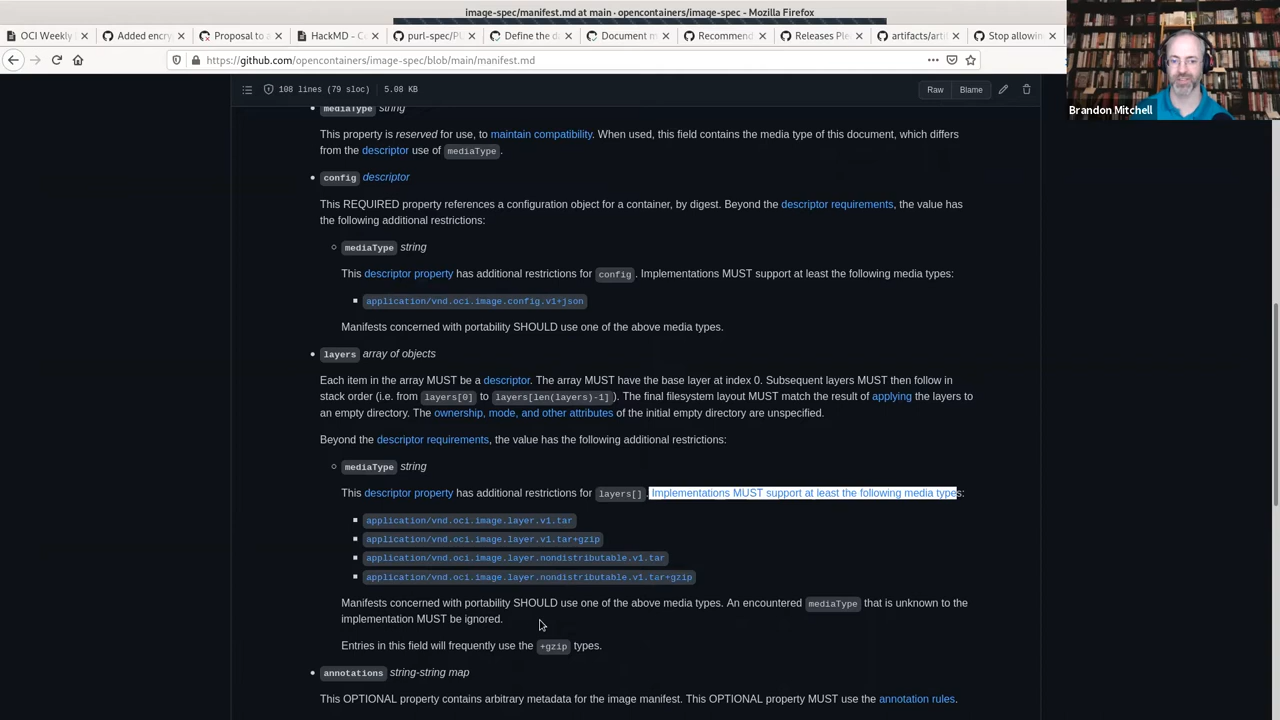 image-spec/manifest.md at main · opencontainers/image-spec - Mozilla Firefox
OCI Weekly
Added encry
Proposal to
HackMD - C
purl-spec/PU
Define the d
Document m
Recommend
Releases Ple
artifacts/arti
Stop allowin
https://github.com/opencontainers/image-spec/blob/main/manifest.md
Brandon Mitchell
108 lines (79 sloc) 5.08 KB
Raw Blame
mediaType string
This property is reserved for use, to maintain compatibility. When used, this field contains the media type of this document, which differs
from the descriptor use of mediaType.
config descriptor
This REQUIRED property references a configuration object for a container, by digest. Beyond the descriptor requirements, the value has
the following additional restrictions:
mediaType string
This descriptor property has additional restrictions for config. Implementations MUST support at least the following media types:
application/vnd.oci.image.config.v1+json
Manifests concerned with portability SHOULD use one of the above media types.
layers array of objects
Each item in the array MUST be a descriptor. The array MUST have the base layer at index 0. Subsequent layers MUST then follow in
stack order (i.e. from layers[0] to layers[len(layers)-1]). The final filesystem layout MUST match the result of applying the layers to
an empty directory. The ownership, mode, and other attributes of the initial empty directory are unspecified.
Beyond the descriptor requirements, the value has the following additional restrictions:
mediaType string
This descriptor property has additional restrictions for layers[]. Implementations MUST support at least the following media types:
application/vnd.oci.image.layer.v1.tar
application/vnd.oci.image.layer.v1.tar+gzip
application/vnd.oci.image.layer.nondistributable.v1.tar
application/vnd.oci.image.layer.nondistributable.v1.tar+gzip
Manifests concerned with portability SHOULD use one of the above media types. An encountered mediaType that is unknown to the
implementation MUST be ignored.
Entries in this field will frequently use the +gzip types.
annotations string-string map
This OPTIONAL property contains arbitrary metadata for the image manifest. This OPTIONAL property MUST use the annotation rules.